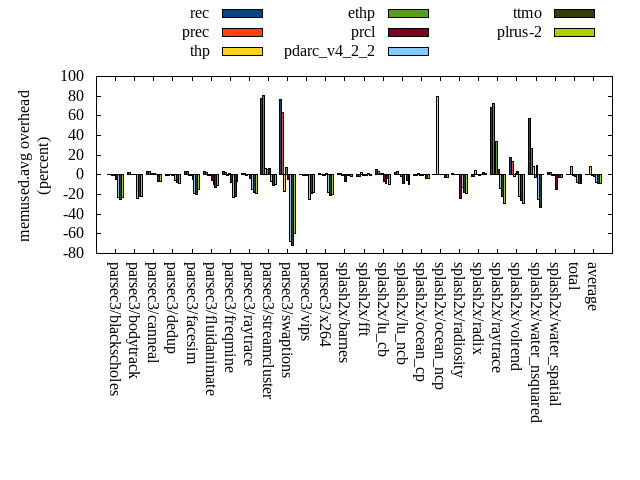 rec ethp ttmo
prec prcl plrus-2
thp pdarc_v4_2_2
memused.avg overhead
(percent)
100
80
60
40
20
0
-20
-40
-60
-80
parsec3/blackscholes
parsec3/bodytrack
parsec3/canneal
parsec3/dedup
parsec3/facesim
parsec3/fluidanimate
parsec3/freqmine
parsec3/raytrace
parsec3/streamcluster
parsec3/swaptions
parsec3/vips
parsec3/x264
splash2x/barnes
splash2x/fft
splash2x/lu_cb
splash2x/lu_ncb
splash2x/ocean_cp
splash2x/ocean_ncp
splash2x/radiosity
splash2x/radix
splash2x/raytrace
splash2x/volrend
splash2x/water_nsquared
splash2x/water_spatial
total
average